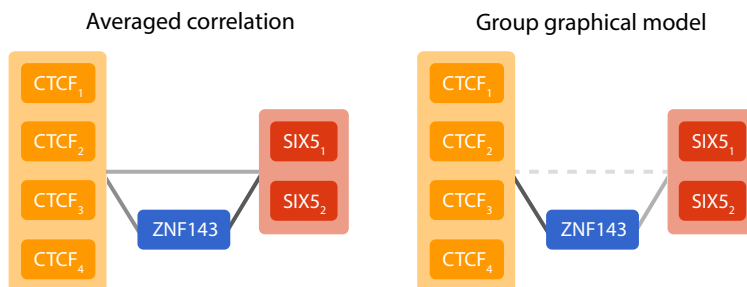 Averaged correlation
CTCF₁
CTCF₂
CTCF₃
CTCF₄
SIX5₁
SIX5₂
ZNF143
Group graphical model
CTCF₁
CTCF₂
CTCF₃
CTCF₄
SIX5₁
SIX5₂
ZNF143